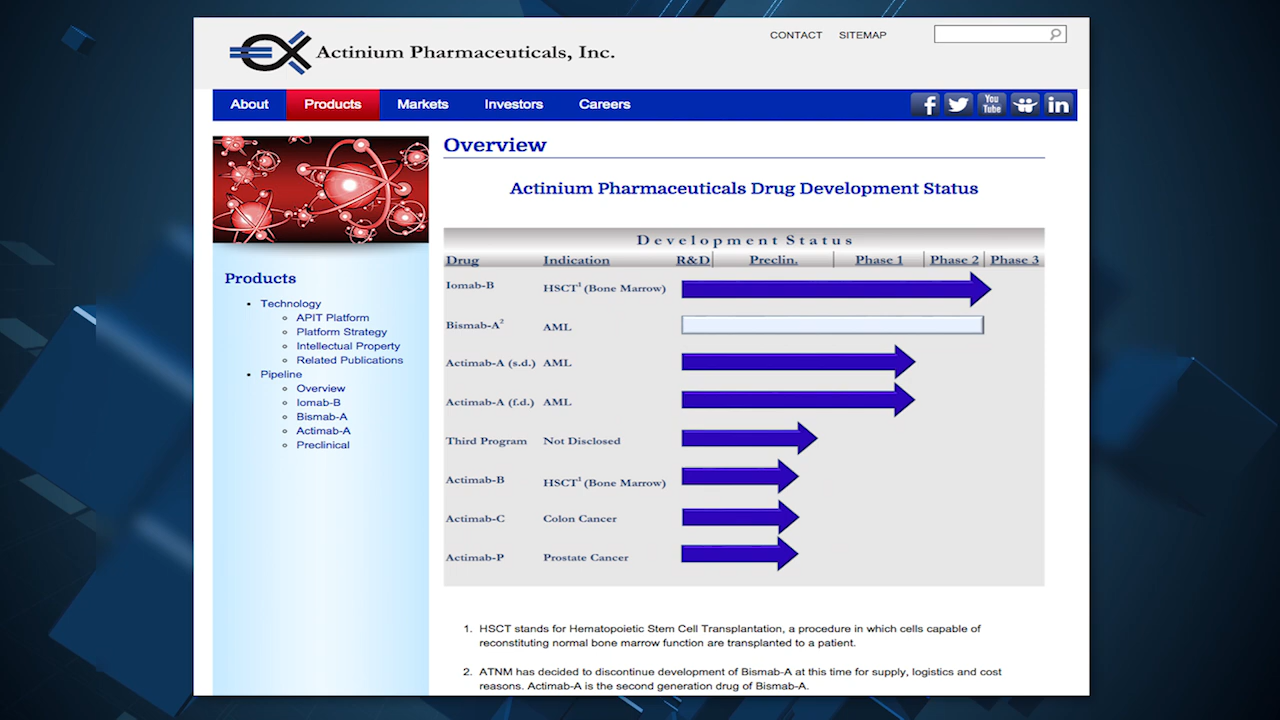 Actinium Pharmaceuticals, Inc.
CONTACT SITEMAP
About Products Markets Investors Careers
f You Tube in
Overview
Actinium Pharmaceuticals Drug Development Status
Development Status
Drug Indication R&D Preclin. Phase 1 Phase 2 Phase 3
Iomab-B HSCT¹ (Bone Marrow)
Bismab-A² AML
Actimab-A (s.d.) AML
Actimab-A (f.d.) AML
Third Program Not Disclosed
Actimab-B HSCT¹ (Bone Marrow)
Actimab-C Colon Cancer
Actimab-P Prostate Cancer
Products
• Technology
◦ APIT Platform
◦ Platform Strategy
◦ Intellectual Property
◦ Related Publications
• Pipeline
◦ Overview
◦ Iomab-B
◦ Bismab-A
◦ Actimab-A
◦ Preclinical
1. HSCT stands for Hematopoietic Stem Cell Transplantation, a procedure in which cells capable of
reconstituting normal bone marrow function are transplanted to a patient.
2. ATNM has decided to discontinue development of Bismab-A at this time for supply, logistics and cost
reasons. Actimab-A is the second generation drug of Bismab-A.